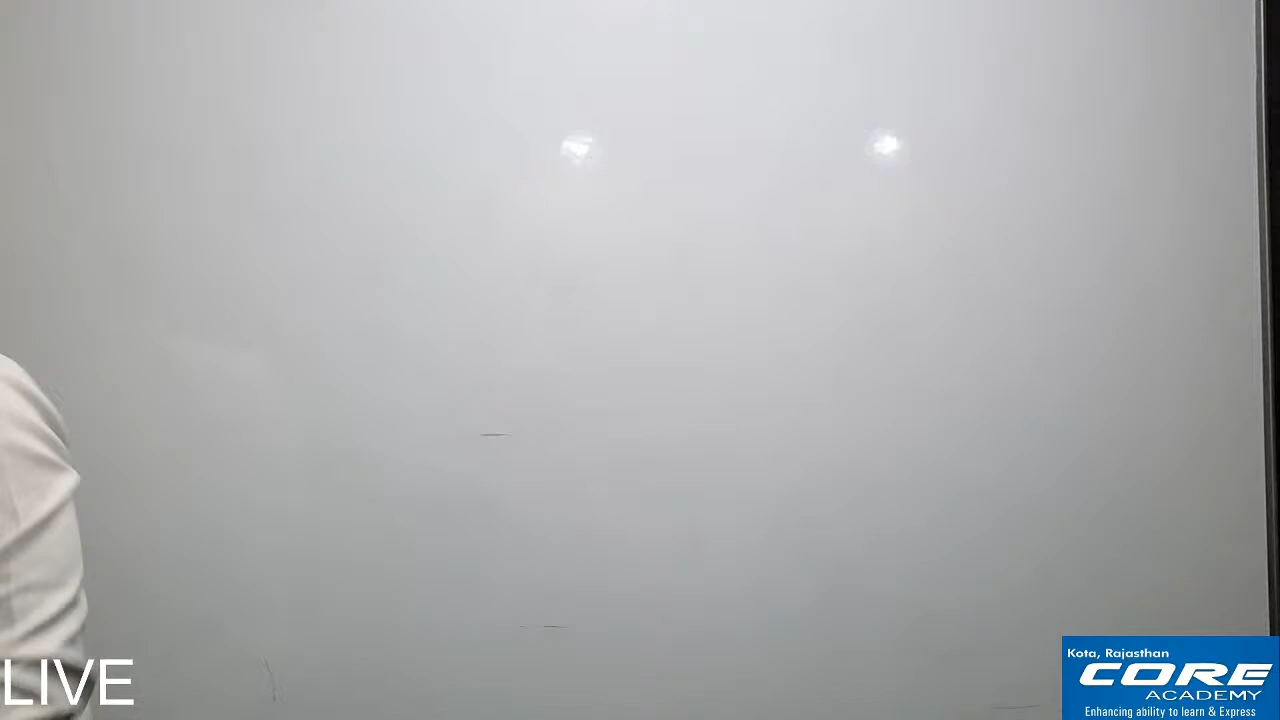 LIVE
Kota, Rajasthan
CORE
ACADEMY
Enhancing ability to learn & Express